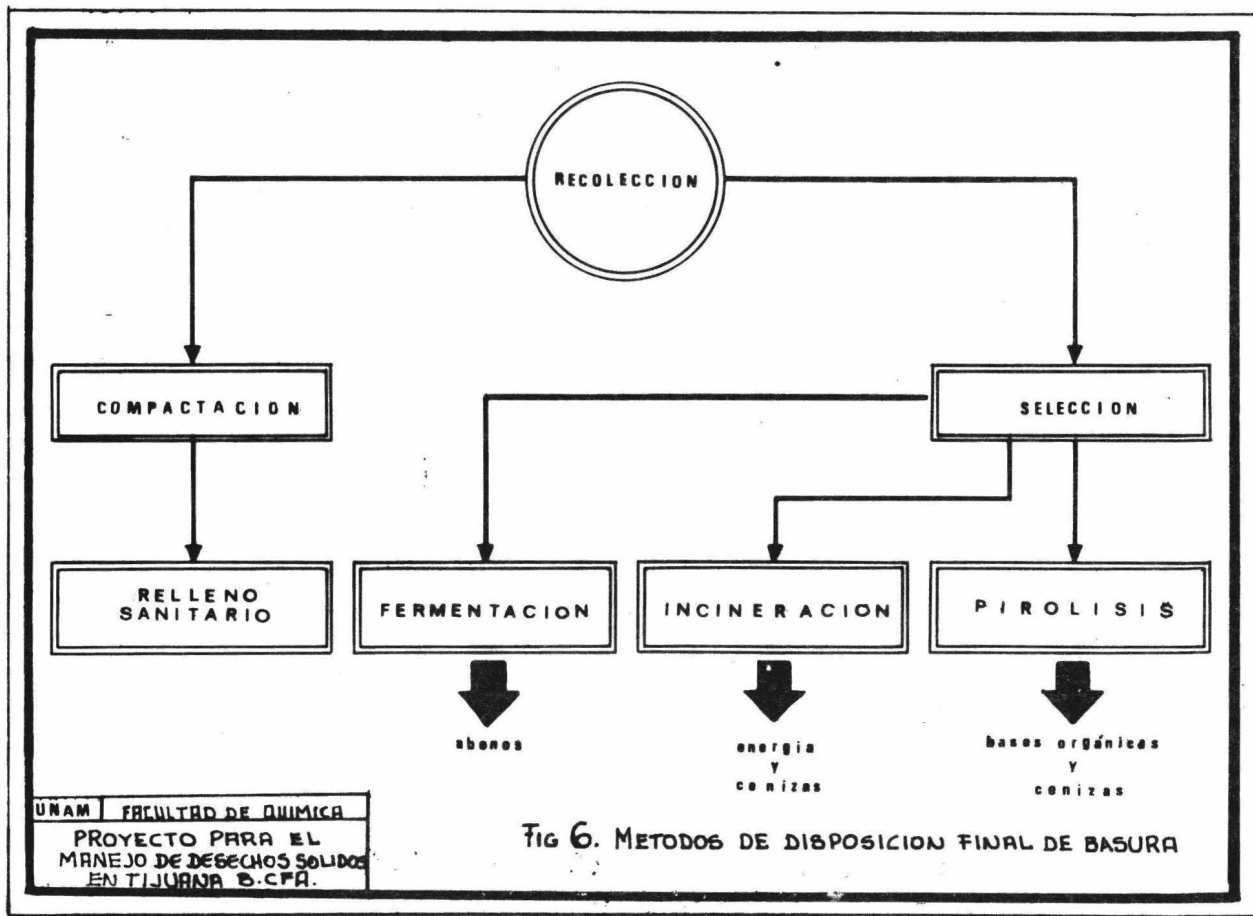 RECOLECCION
COMPACTACION
SELECCION
RELLENO
SANITARIO
FERMENTACION
INCINERACION
PIROLISIS
abonos
energia
y
cenizas
bases orgánicas
y
cenizas
UNAM FACULTAD DE QUIMICA
PROYECTO PARA EL
MANEJO DE DESECHOS SOLIDOS
EN TIJUANA B.CFA.
FIG 6. METODOS DE DISPOSICION FINAL DE BASURA